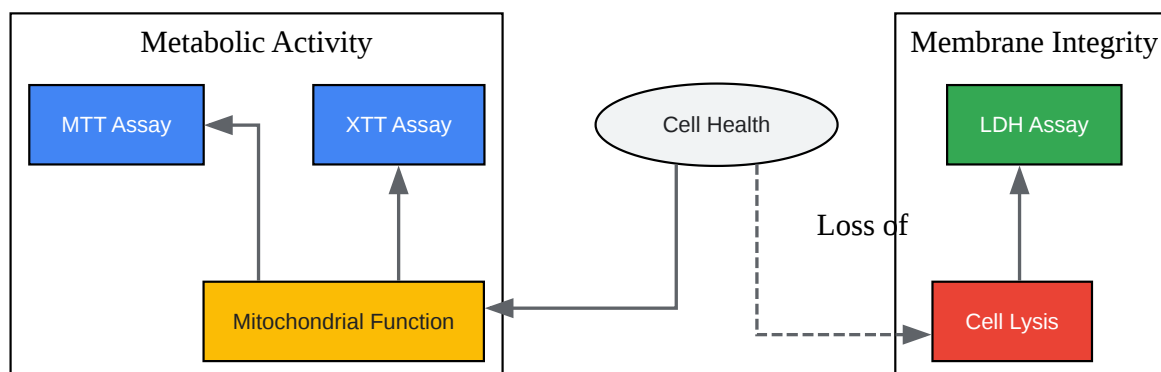 Metabolic Activity
Membrane Integrity
MTT Assay
XTT Assay
Cell Health
LDH Assay
Loss of
Mitochondrial Function
Cell Lysis